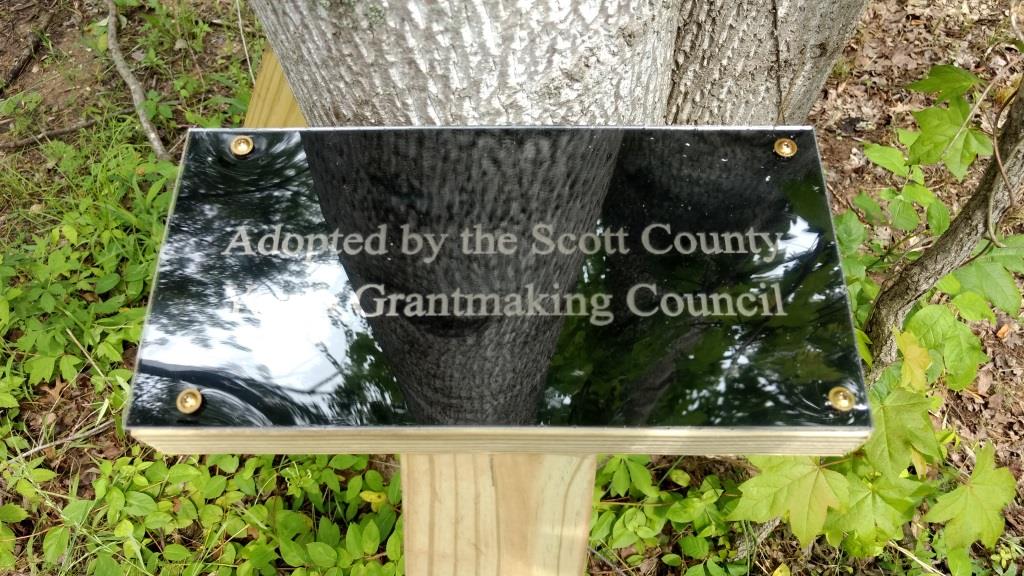 Adopted by the Scott County
Grantmaking Council